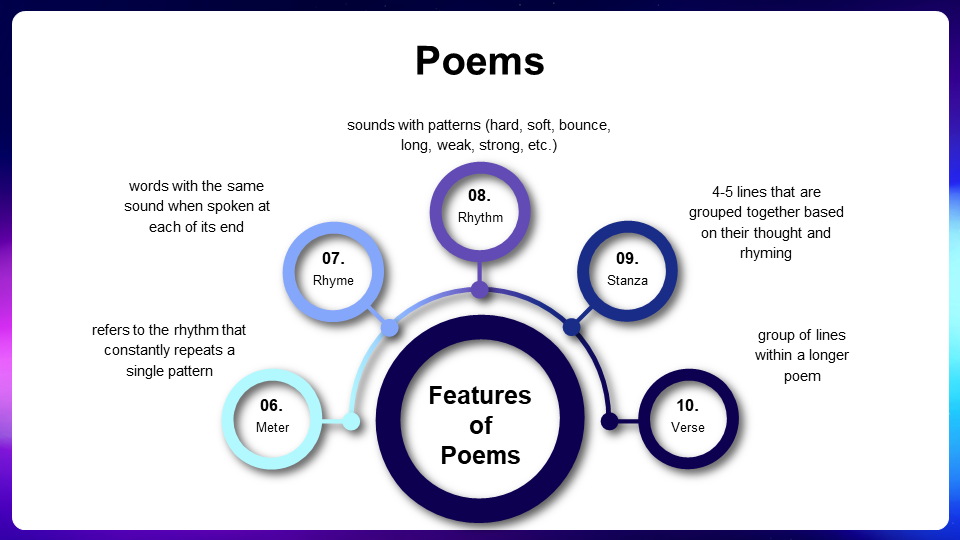 Poems
sounds with patterns (hard, soft, bounce,
long, weak, strong, etc.)
words with the same
sound when spoken at
each of its end
4-5 lines that are
grouped together based
on their thought and
rhyming
refers to the rhythm that
constantly repeats a
single pattern
group of lines
within a longer
poem
06.
Meter
07.
Rhyme
08.
Rhythm
09.
Stanza
10.
Verse
Features
of
Poems